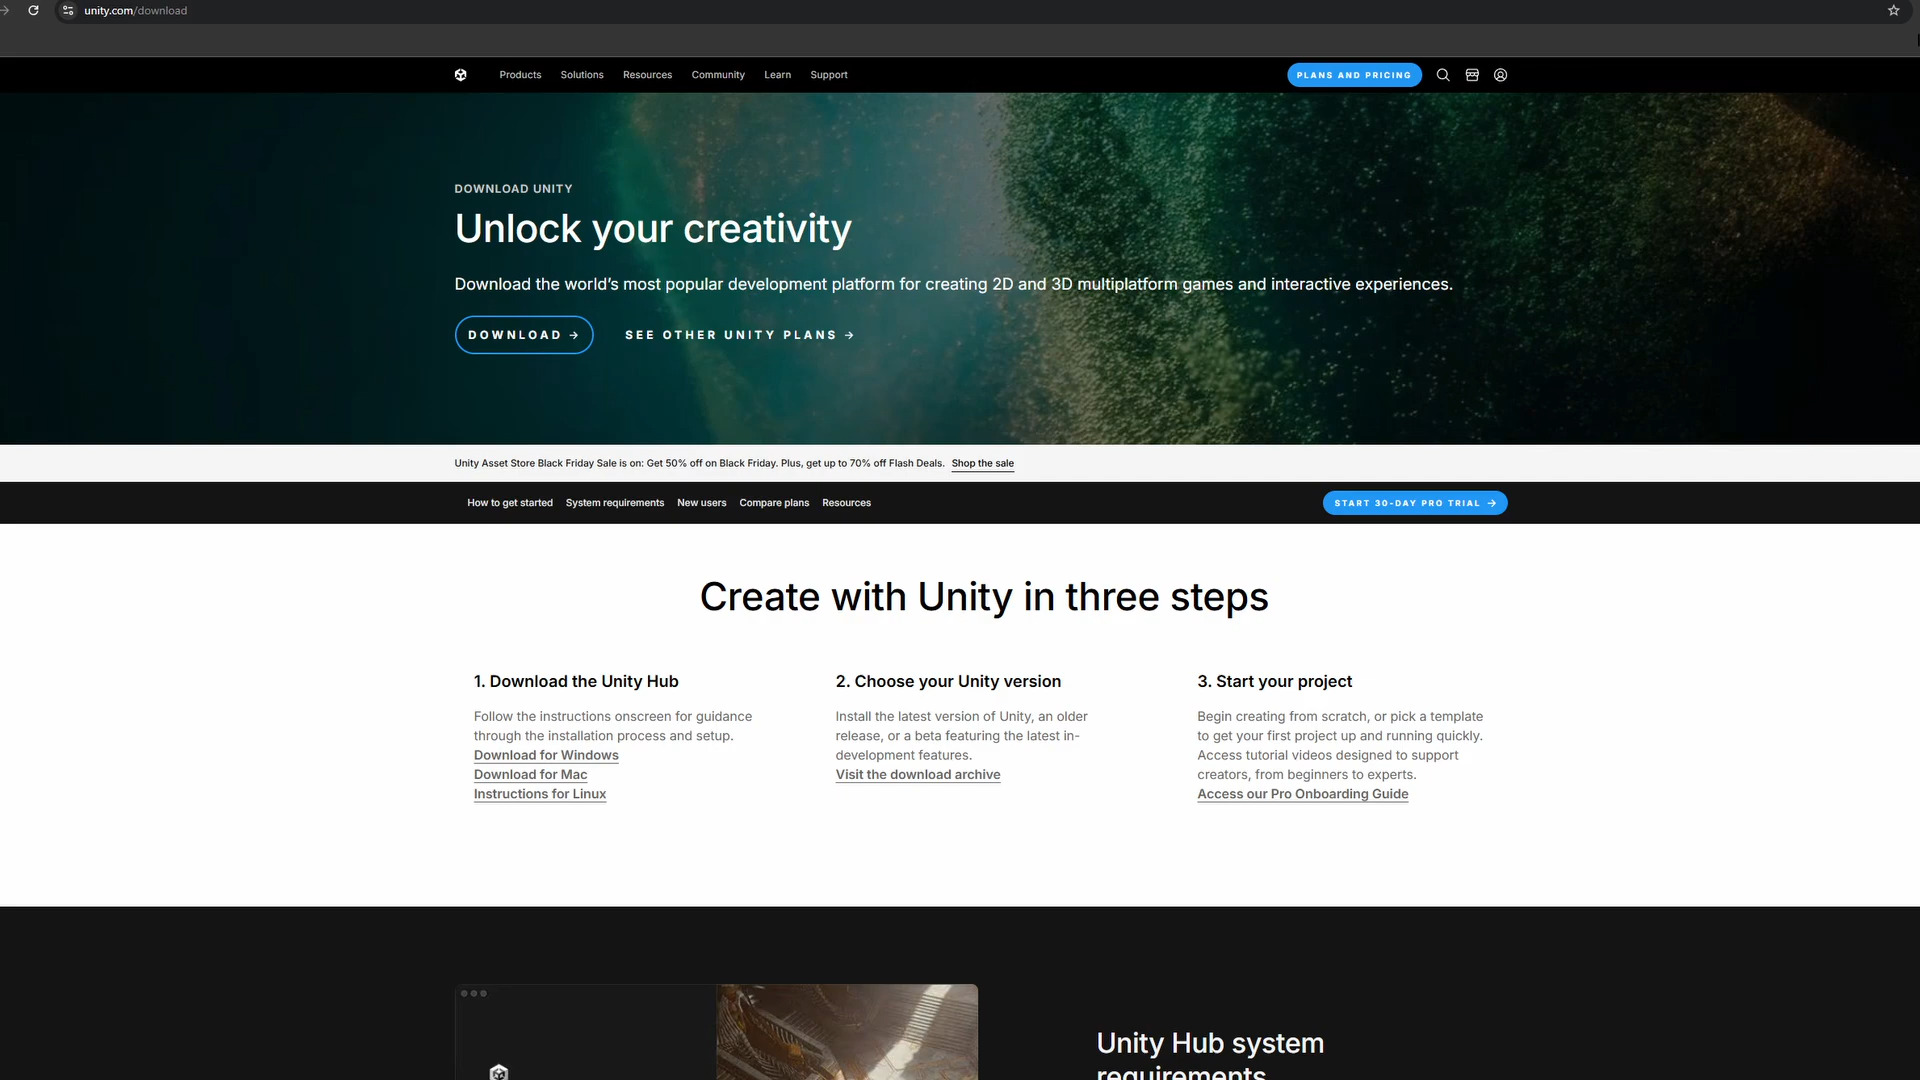 unity.com/download
Products Solutions Resources Community Learn Support PLANS AND PRICING
DOWNLOAD UNITY
Unlock your creativity
Download the world's most popular development platform for creating 2D and 3D multiplatform games and interactive experiences.
DOWNLOAD → SEE OTHER UNITY PLANS →
Unity Asset Store Black Friday Sale is on: Get 50% off on Black Friday. Plus, get up to 70% off Flash Deals. Shop the sale
How to get started System requirements New users Compare plans Resources START 30-DAY PRO TRIAL →
Create with Unity in three steps
1. Download the Unity Hub
Follow the instructions onscreen for guidance
through the installation process and setup.
Download for Windows
Download for Mac
Instructions for Linux
2. Choose your Unity version
Install the latest version of Unity, an older
release, or a beta featuring the latest in-
development features.
Visit the download archive
3. Start your project
Begin creating from scratch, or pick a template
to get your first project up and running quickly.
Access tutorial videos designed to support
creators, from beginners to experts.
Access our Pro Onboarding Guide
Unity Hub system
requirements